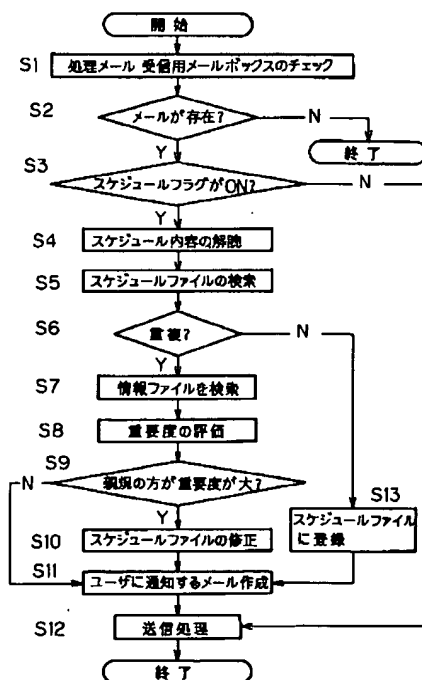 開始
S1
処理メール 受信用メールボックスのチェック
S2
メールが存在?
N
Y
終了
S3
スケジュールフラグがON?
N
Y
S4
スケジュール内容の解読
S5
スケジュールファイルの検索
S6
重複?
N
Y
S7
情報ファイルを検索
S8
重要度の評価
S9
N
新規の方が重要度が大?
Y
S13
スケジュールファイル
に登録
S10
スケジュールファイルの修正
S11
ユーザに通知するメール作成
S12
送信処理
終了